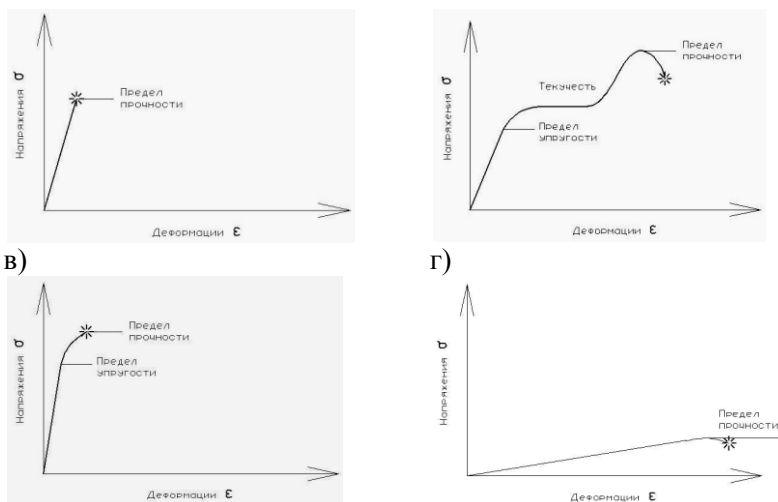 Напряжения σ
Предел
прочности
Деформации ε
Напряжения σ
Предел
прочности
Текучесть
Предел
упругости
Деформации ε
в)
г)
Напряжения σ
Предел
прочности
Предел
упругости
Деформации ε
Напряжения σ
Предел
прочности
Деформации ε